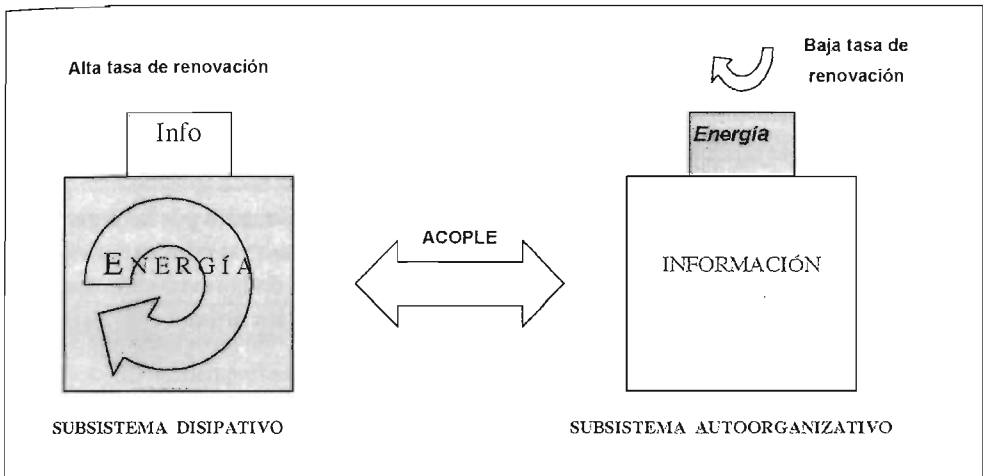 Alta tasa de renovación
Baja tasa de
renovación
Info
Energía
ENERGÍA
ACOPLE
INFORMACIÓN
SUBSISTEMA DISIPATIVO
SUBSISTEMA AUTOORGANIZATIVO